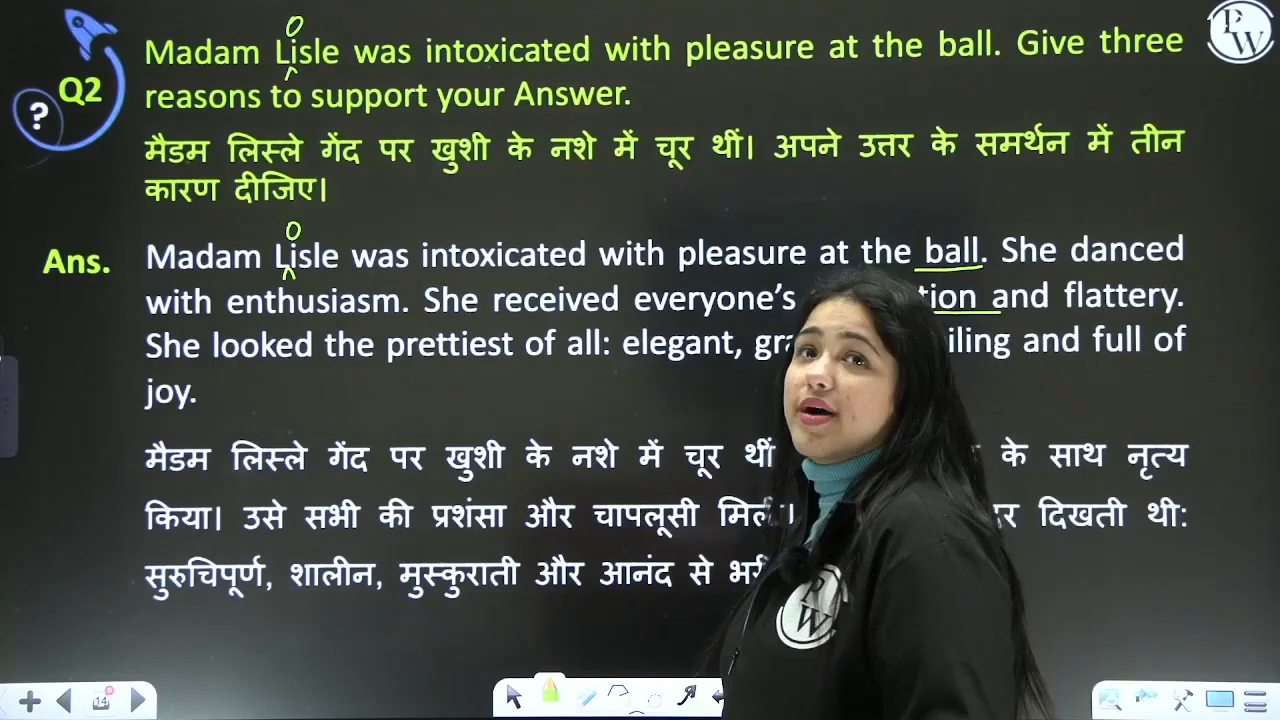 Q2
?
Madam Lisle was intoxicated with pleasure at the ball. Give three
reasons to support your Answer.
मैडम लिस्ले गेंद पर खुशी के नशे में चूर थीं। अपने उत्तर के समर्थन में तीन
कारण दीजिए।
Ans.
Madam Lisle was intoxicated with pleasure at the ball. She danced
with enthusiasm. She received everyone's and flattery.
She looked the prettiest of all: elegant, and full of
joy.
मैडम लिस्ले गेंद पर खुशी के नशे में चूर थीं के साथ नृत्य
किया। उसे सभी की प्रशंसा और चापलूसी मिली। दिखती थी:
सुरुचिपूर्ण, शालीन, मुस्कुराती और आनंद से
o
o
PW
PW
14